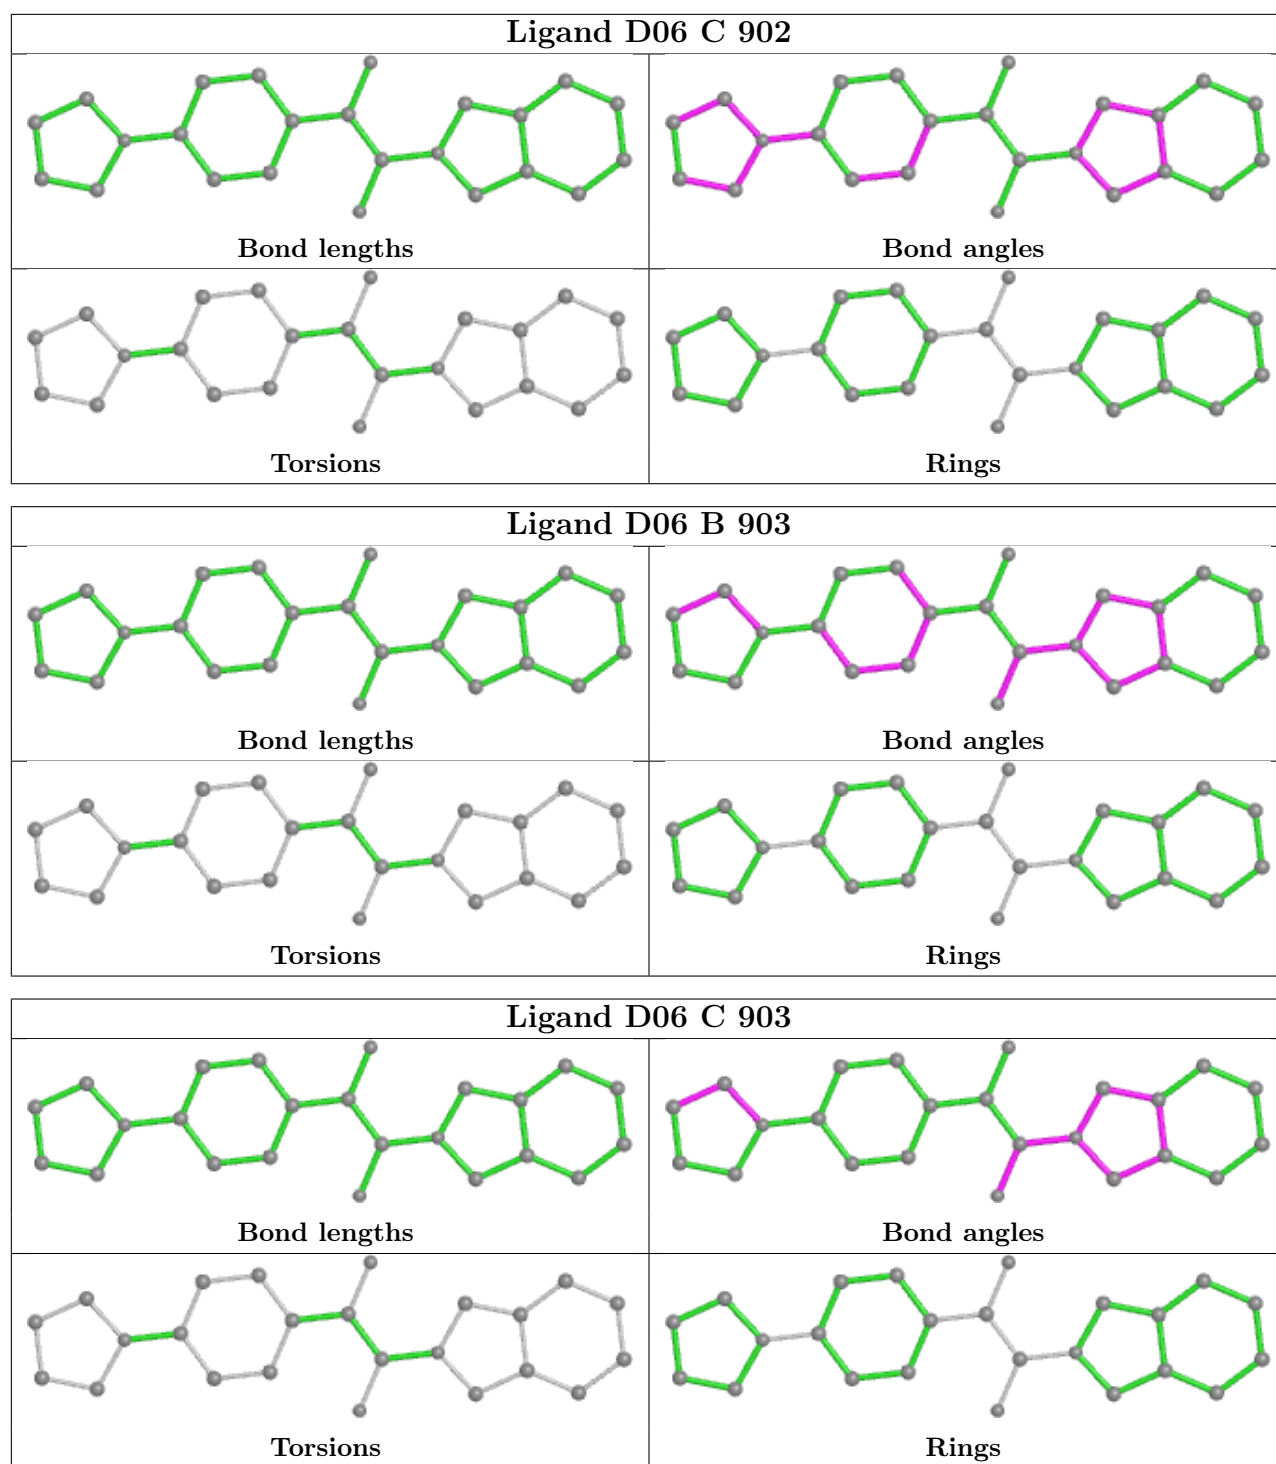 Ligand D06 C 902
Bond lengths
Bond angles
Torsions
Rings
Ligand D06 B 903
Bond lengths
Bond angles
Torsions
Rings
Ligand D06 C 903
Bond lengths
Bond angles
Torsions
Rings